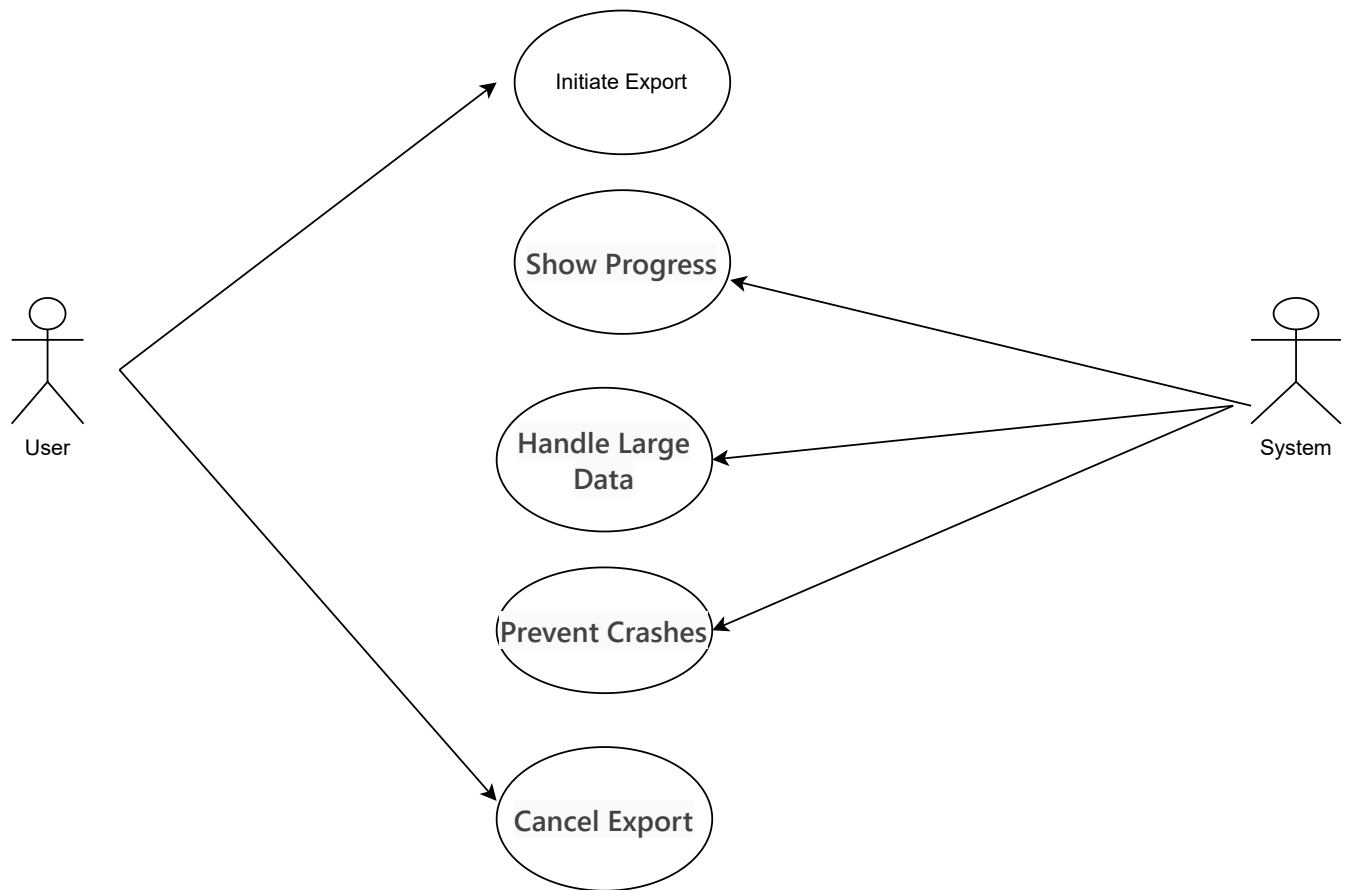 Initiate Export
Show Progress
User
System
Handle Large
Data
Prevent Crashes
Cancel Export